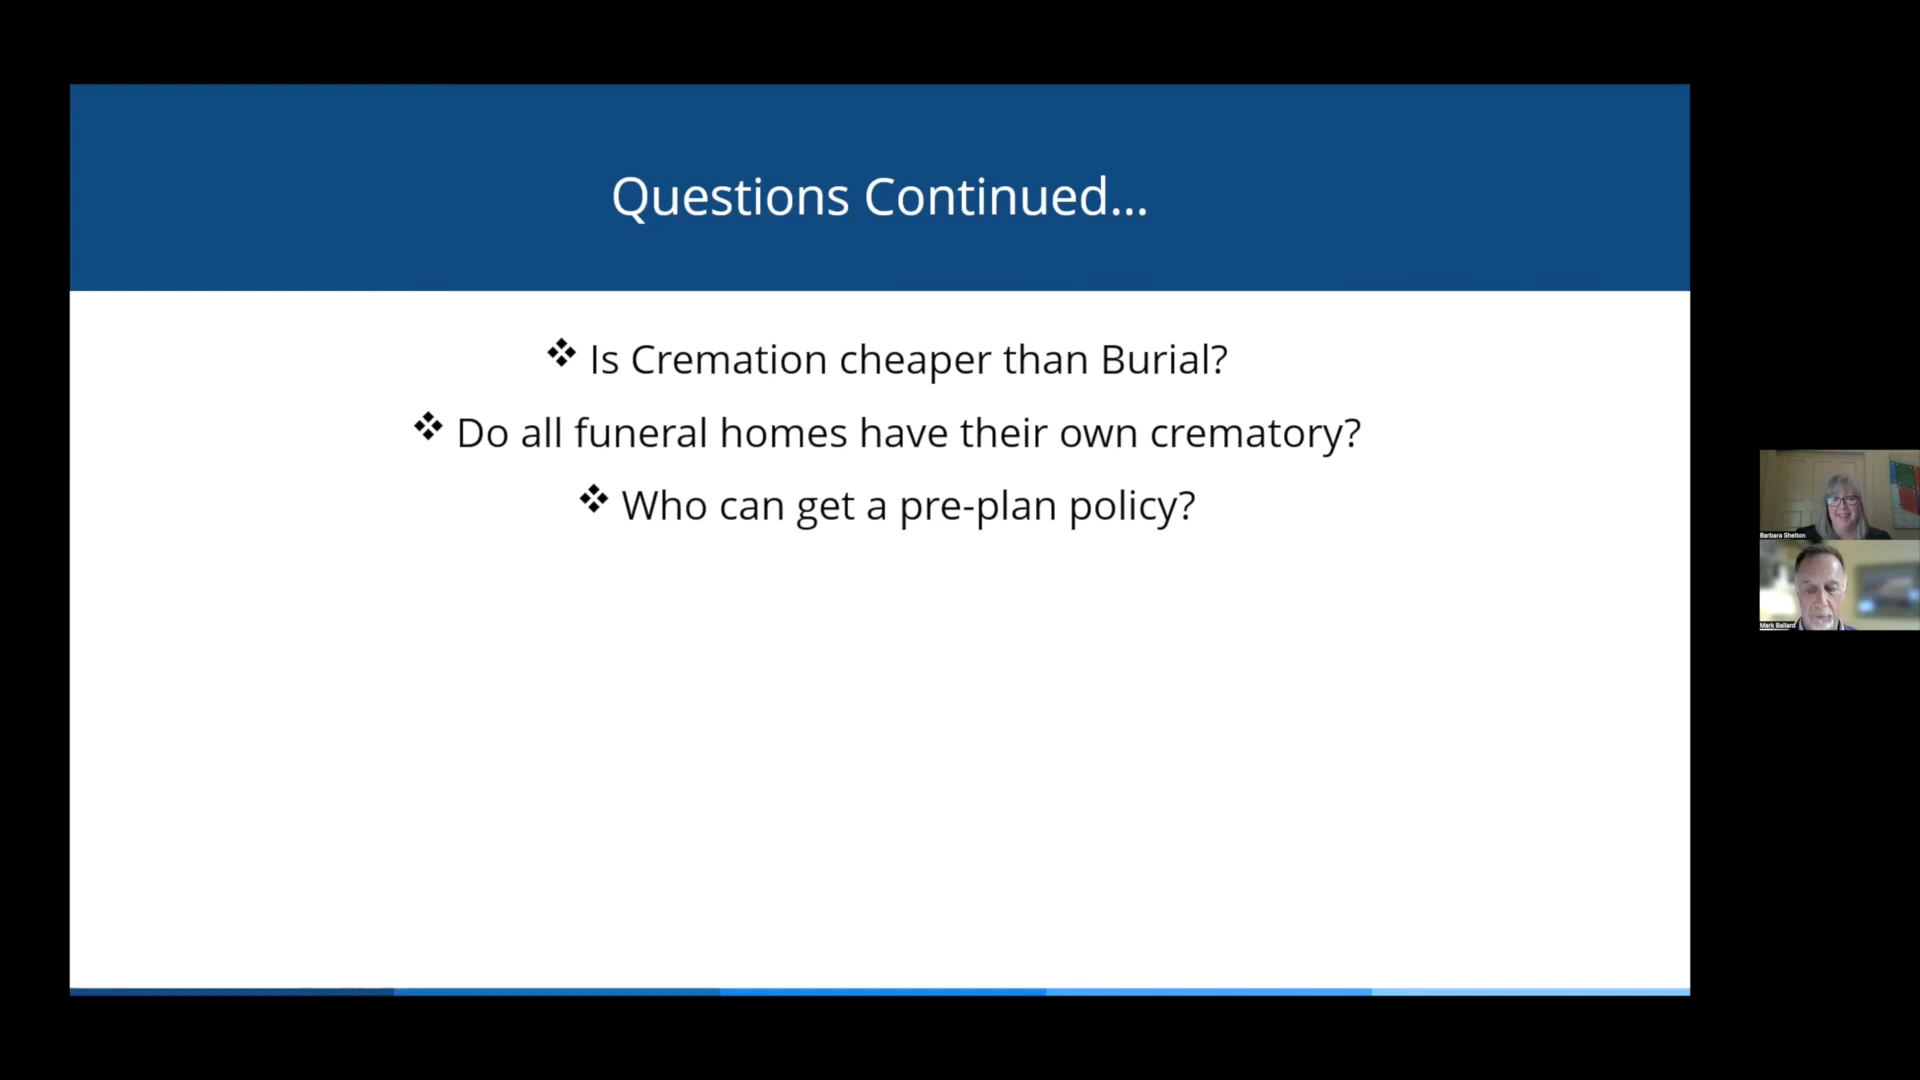 Questions Continued...
❖ Is Cremation cheaper than Burial?
❖ Do all funeral homes have their own crematory?
❖ Who can get a pre-plan policy?
Barbara Shelton
Mark Ballard